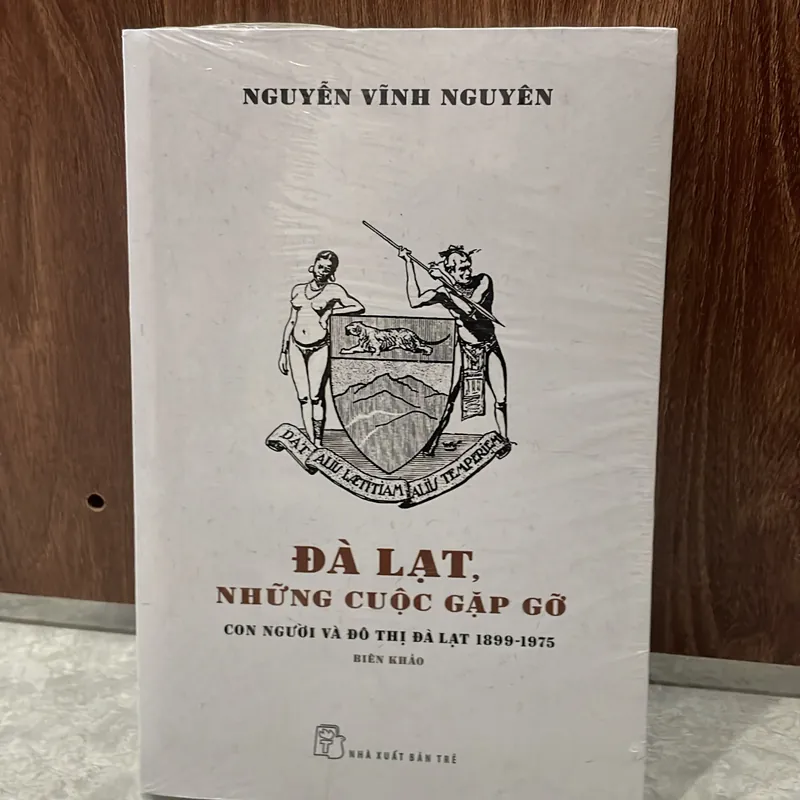 NGUYỄN VĨNH NGUYÊN
DAT ALIIS LÆTITIAM ALIIS TEMPERIEM
ĐÀ LẠT,
NHỮNG CUỘC GẶP GỠ
CON NGƯỜI VÀ ĐÔ THỊ ĐÀ LẠT 1899-1975
BIÊN KHẢO
NHÀ XUẤT BẢN TRẺ